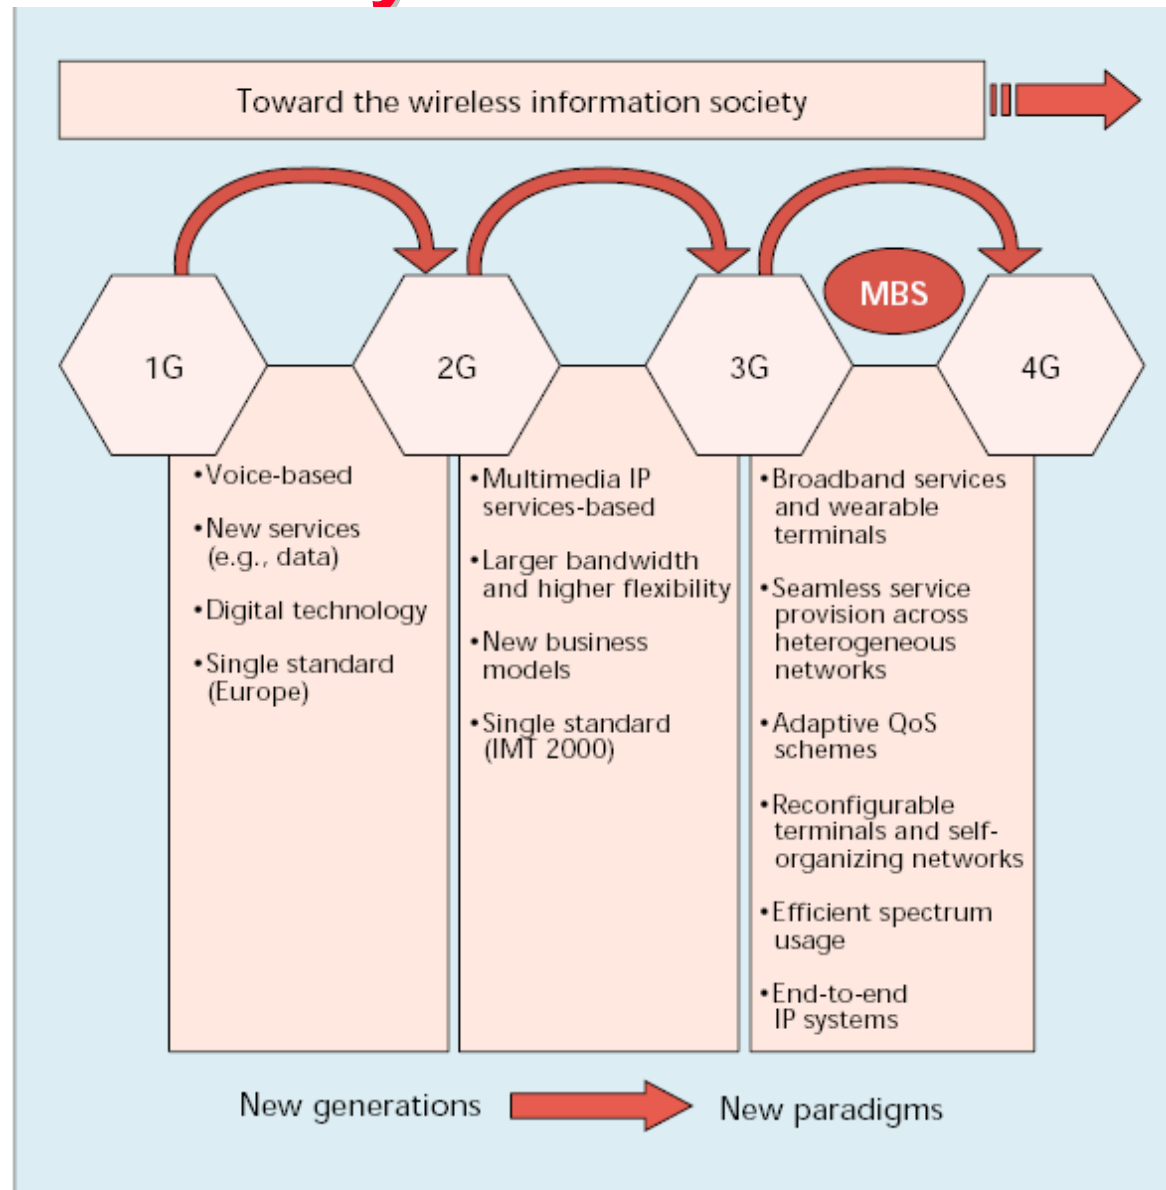 Toward the wireless information society
MBS
1G
2G
3G
4G
•Voice-based
•New services
(e.g., data)
•Digital technology
•Single standard
(Europe)
•Multimedia IP
services-based
•Larger bandwidth
and higher flexibility
•New business
models
•Single standard
(IMT 2000)
•Broadband services
and wearable
terminals
•Seamless service
provision across
heterogeneous
networks
•Adaptive QoS
schemes
•Reconfigurable
terminals and self-
organizing networks
•Efficient spectrum
usage
•End-to-end
IP systems
New generations
New paradigms